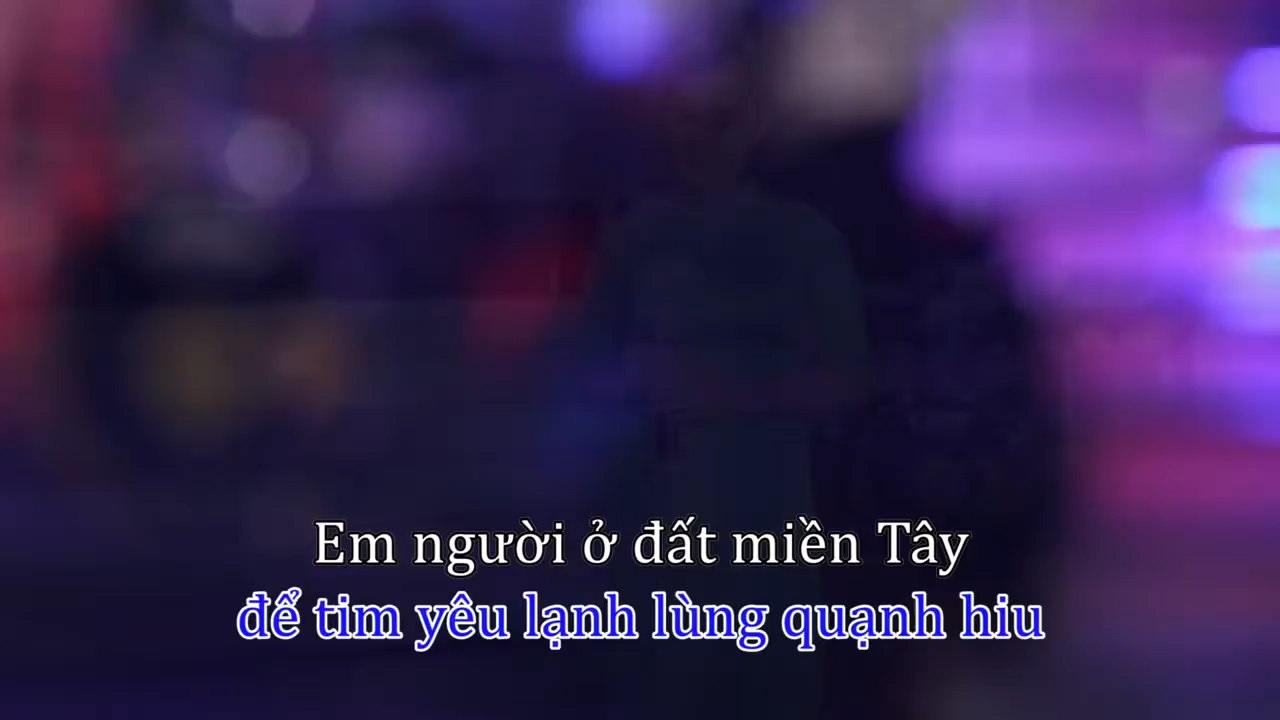 Em người ở đất miền Tây
để tim yêu lạnh lùng quạnh hiu